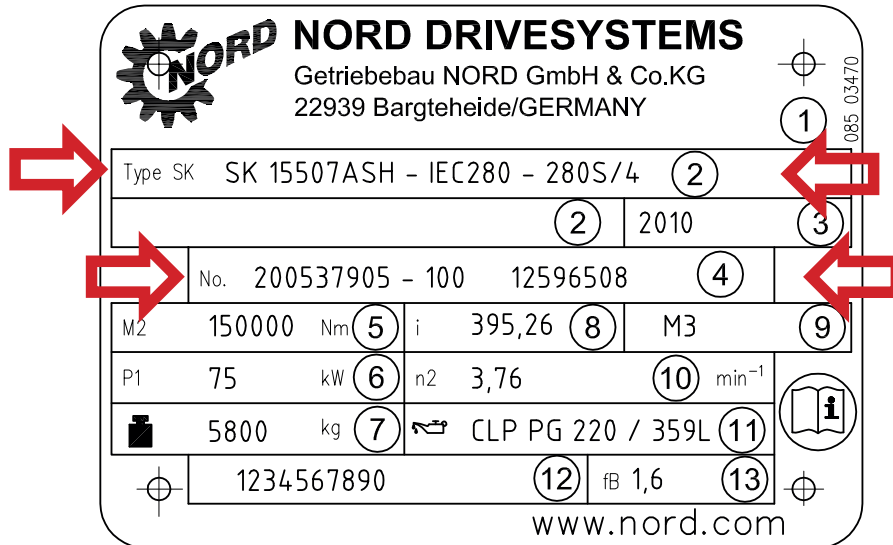 NORD NORD DRIVESYSTEMS
Getriebebau NORD GmbH & Co.KG
22939 Bargteheide/GERMANY
1 085 03470
Type SK SK 15507ASH - IEC280 - 280S/4 2
2 2010 3
No. 200537905 - 100 12596508 4
M2 150000 Nm 5 i 395,26 8 M3 9
P1 75 kW 6 n2 3,76 10 min⁻¹
5800 kg 7 CLP PG 220 / 359L 11
i
1234567890 12 fB 1,6 13
www.nord.com